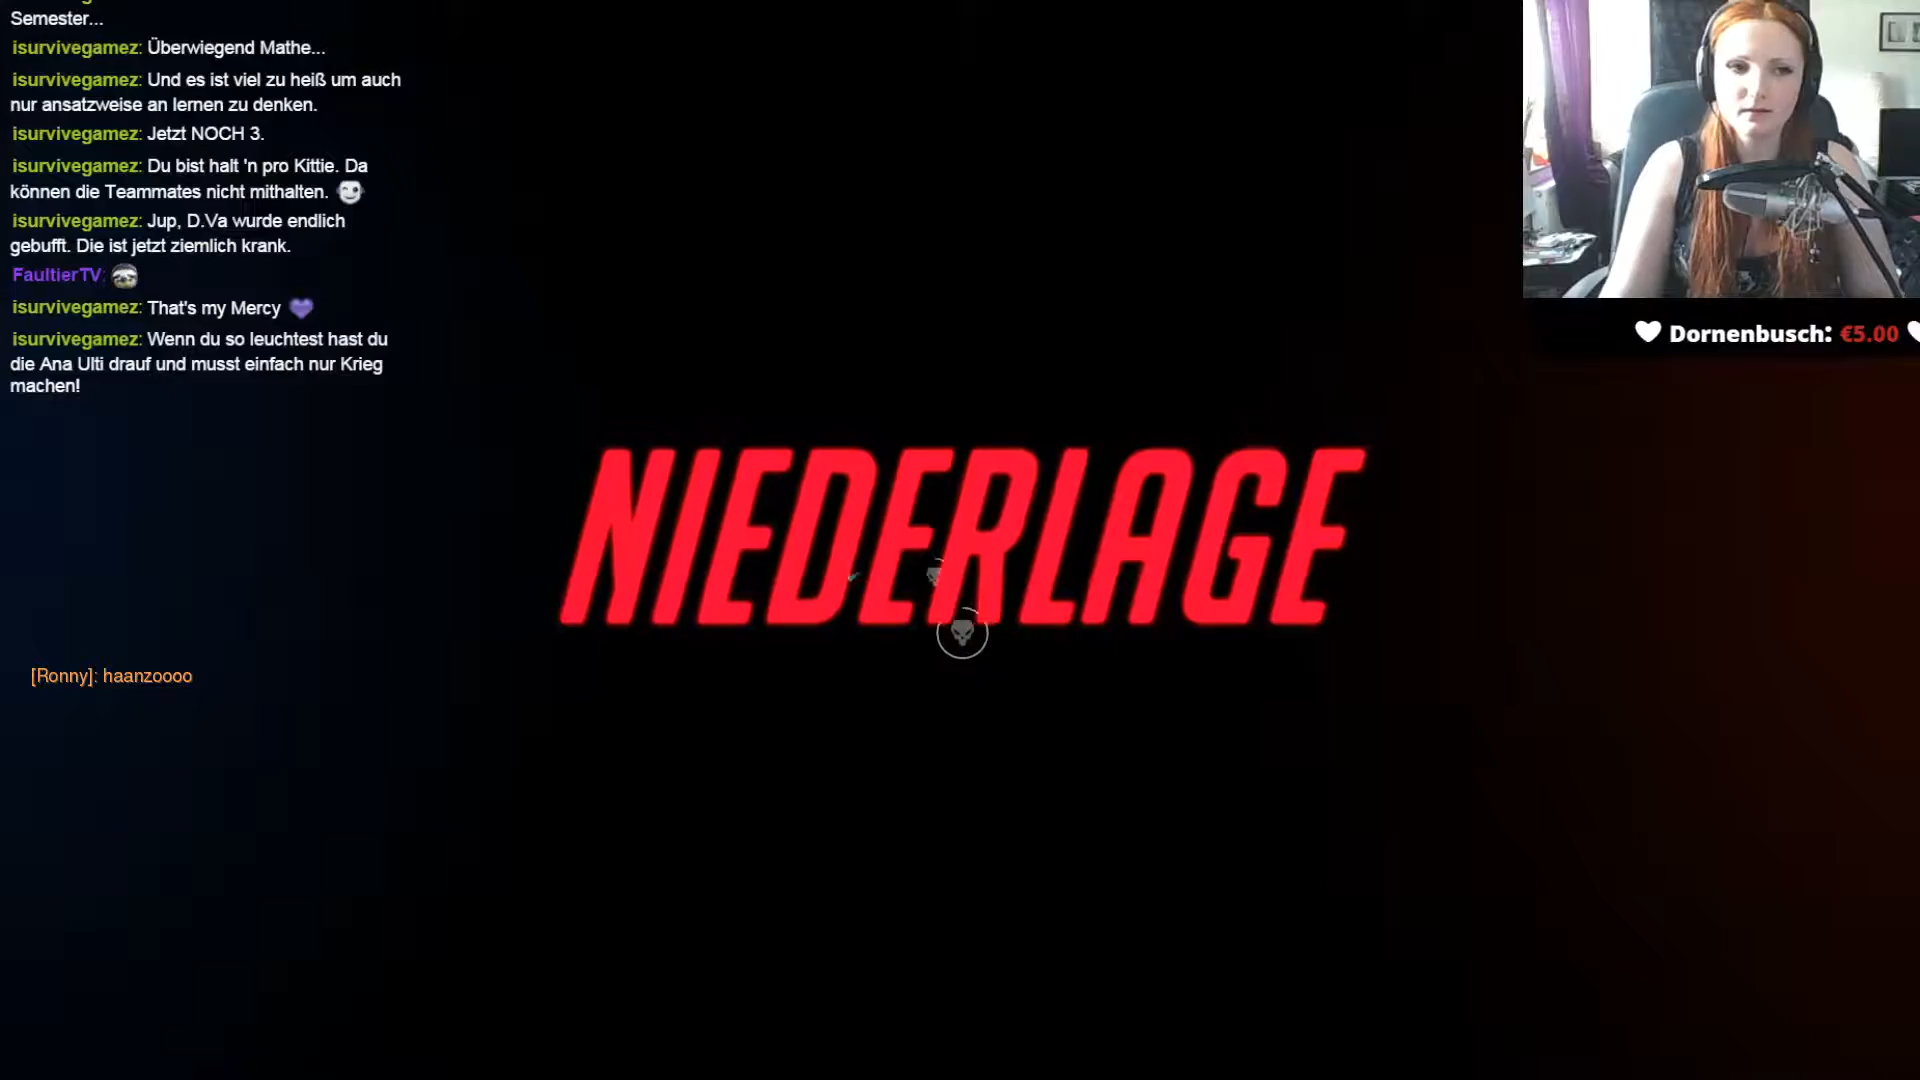 Semester...
isurvivegamez: Überwiegend Mathe...
isurvivegamez: Und es ist viel zu heiß um auch
nur ansatzweise an lernen zu denken.
isurvivegamez: Jetzt NOCH 3.
isurvivegamez: Du bist halt 'n pro Kittie. Da
können die Teammates nicht mithalten.
isurvivegamez: Jup, D.Va wurde endlich
gebufft. Die ist jetzt ziemlich krank.
FaultierTV:
isurvivegamez: That's my Mercy
isurvivegamez: Wenn du so leuchtest hast du
die Ana Ulti drauf und musst einfach nur Krieg
machen!
Dornenbusch: €5.00
NIEDERLAGE
[Ronny]: haanzoooo